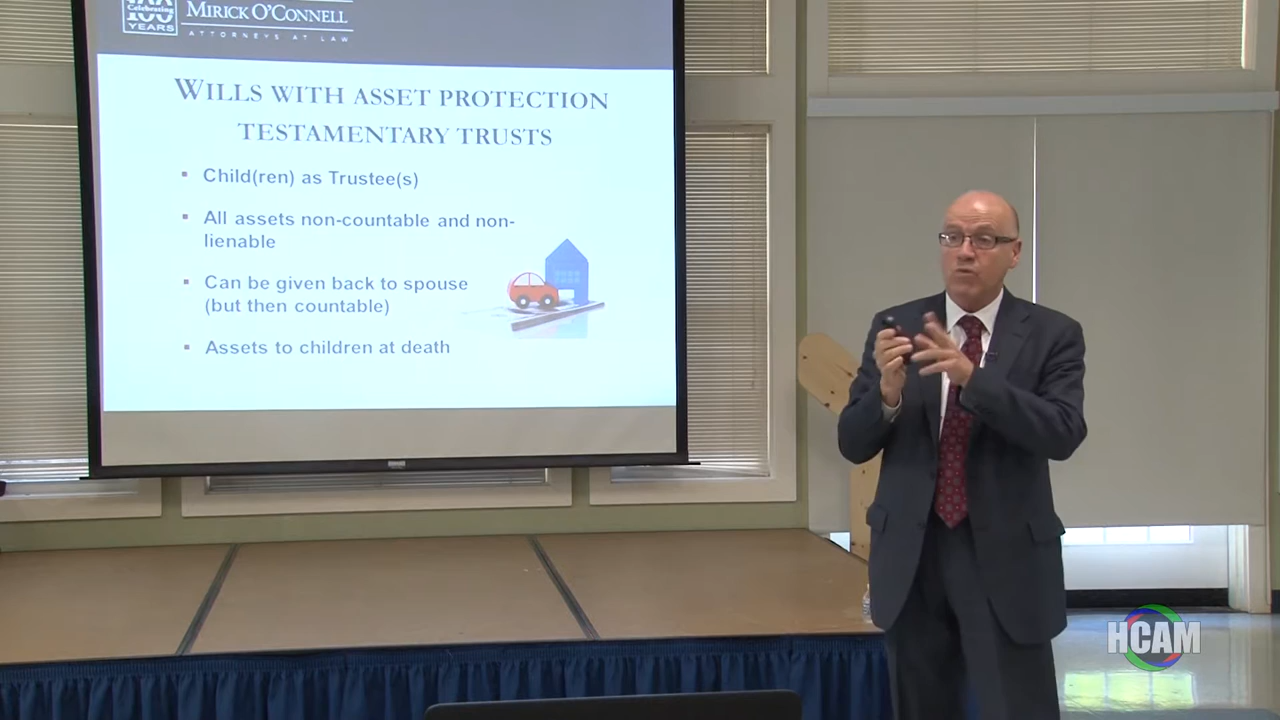 Celebrating
100
YEARS
MIRICK O'CONNELL
ATTORNEYS AT LAW
WILLS WITH ASSET PROTECTION
TESTAMENTARY TRUSTS
▪ Child(ren) as Trustee(s)
▪ All assets non-countable and non-
lienable
▪ Can be given back to spouse
(but then countable)
▪ Assets to children at death
HCAM